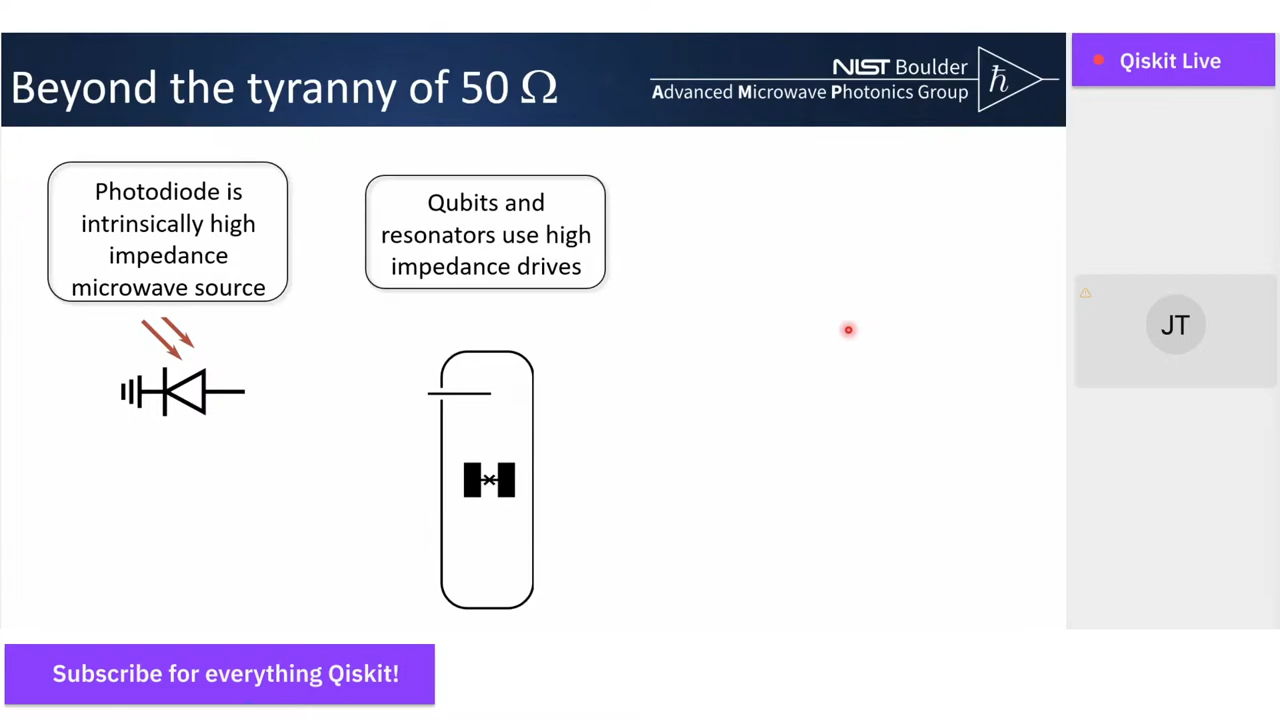 Beyond the tyranny of 50 Ω
NIST Boulder
Advanced Microwave Photonics Group
ħ
Qiskit Live
Photodiode is
intrinsically high
impedance
microwave source
Qubits and
resonators use high
impedance drives
JT
Subscribe for everything Qiskit!